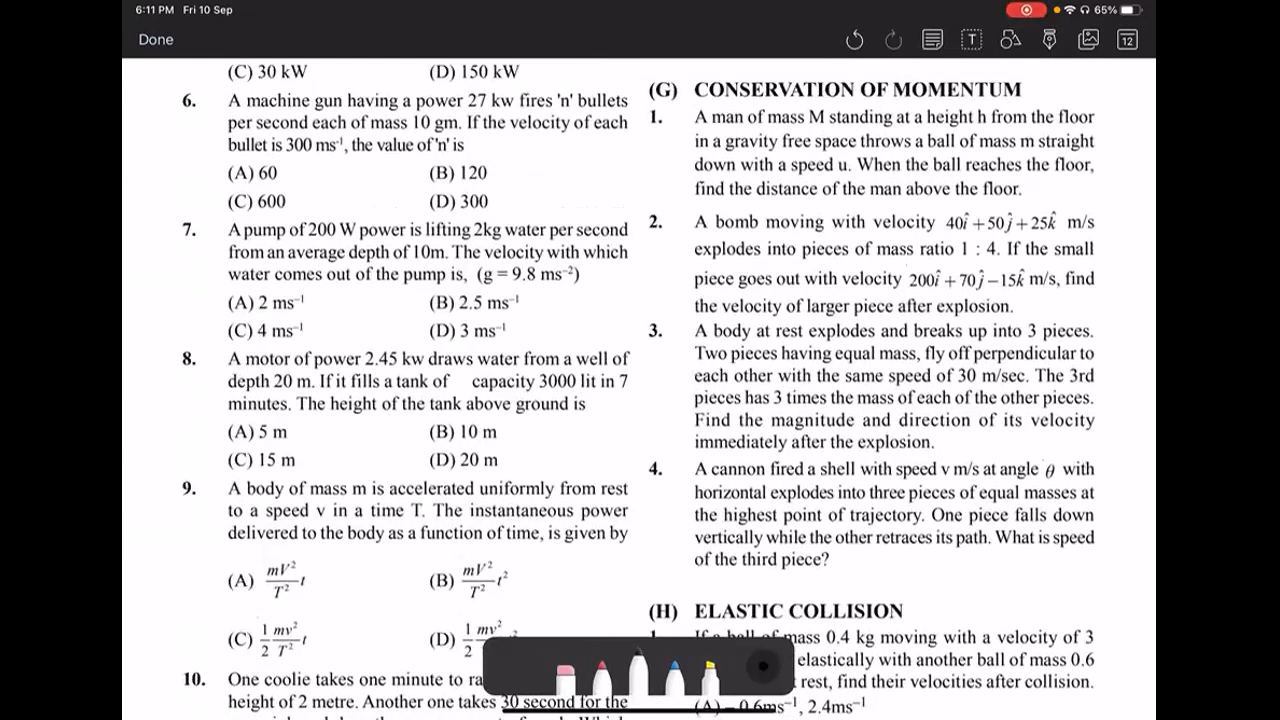 6:11 PM Fri 10 Sep
65%
Done
12
(C) 30 kW (D) 150 kW
6. A machine gun having a power 27 kw fires 'n' bullets
per second each of mass 10 gm. If the velocity of each
bullet is 300 ms⁻¹, the value of 'n' is
(A) 60 (B) 120
(C) 600 (D) 300
7. A pump of 200 W power is lifting 2kg water per second
from an average depth of 10m. The velocity with which
water comes out of the pump is, (g = 9.8 ms⁻²)
(A) 2 ms⁻¹ (B) 2.5 ms⁻¹
(C) 4 ms⁻¹ (D) 3 ms⁻¹
8. A motor of power 2.45 kw draws water from a well of
depth 20 m. If it fills a tank of capacity 3000 lit in 7
minutes. The height of the tank above ground is
(A) 5 m (B) 10 m
(C) 15 m (D) 20 m
9. A body of mass m is accelerated uniformly from rest
to a speed v in a time T. The instantaneous power
delivered to the body as a function of time, is given by
(A) mV²/T² t (B) mV²/T² t²
(C) 1/2 mv²/T² t (D) 1/2 mv²
10. One coolie takes one minute to ra
height of 2 metre. Another one takes 30 second for the
(G) CONSERVATION OF MOMENTUM
1. A man of mass M standing at a height h from the floor
in a gravity free space throws a ball of mass m straight
down with a speed u. When the ball reaches the floor,
find the distance of the man above the floor.
2. A bomb moving with velocity 40î + 50ĵ + 25k̂ m/s
explodes into pieces of mass ratio 1 : 4. If the small
piece goes out with velocity 200î + 70ĵ – 15k̂ m/s, find
the velocity of larger piece after explosion.
3. A body at rest explodes and breaks up into 3 pieces.
Two pieces having equal mass, fly off perpendicular to
each other with the same speed of 30 m/sec. The 3rd
pieces has 3 times the mass of each of the other pieces.
Find the magnitude and direction of its velocity
immediately after the explosion.
4. A cannon fired a shell with speed v m/s at angle θ with
horizontal explodes into three pieces of equal masses at
the highest point of trajectory. One piece falls down
vertically while the other retraces its path. What is speed
of the third piece?
(H) ELASTIC COLLISION
mass 0.4 kg moving with a velocity of 3
elastically with another ball of mass 0.6
rest, find their velocities after collision.
(A) – 0.6ms⁻¹, 2.4ms⁻¹